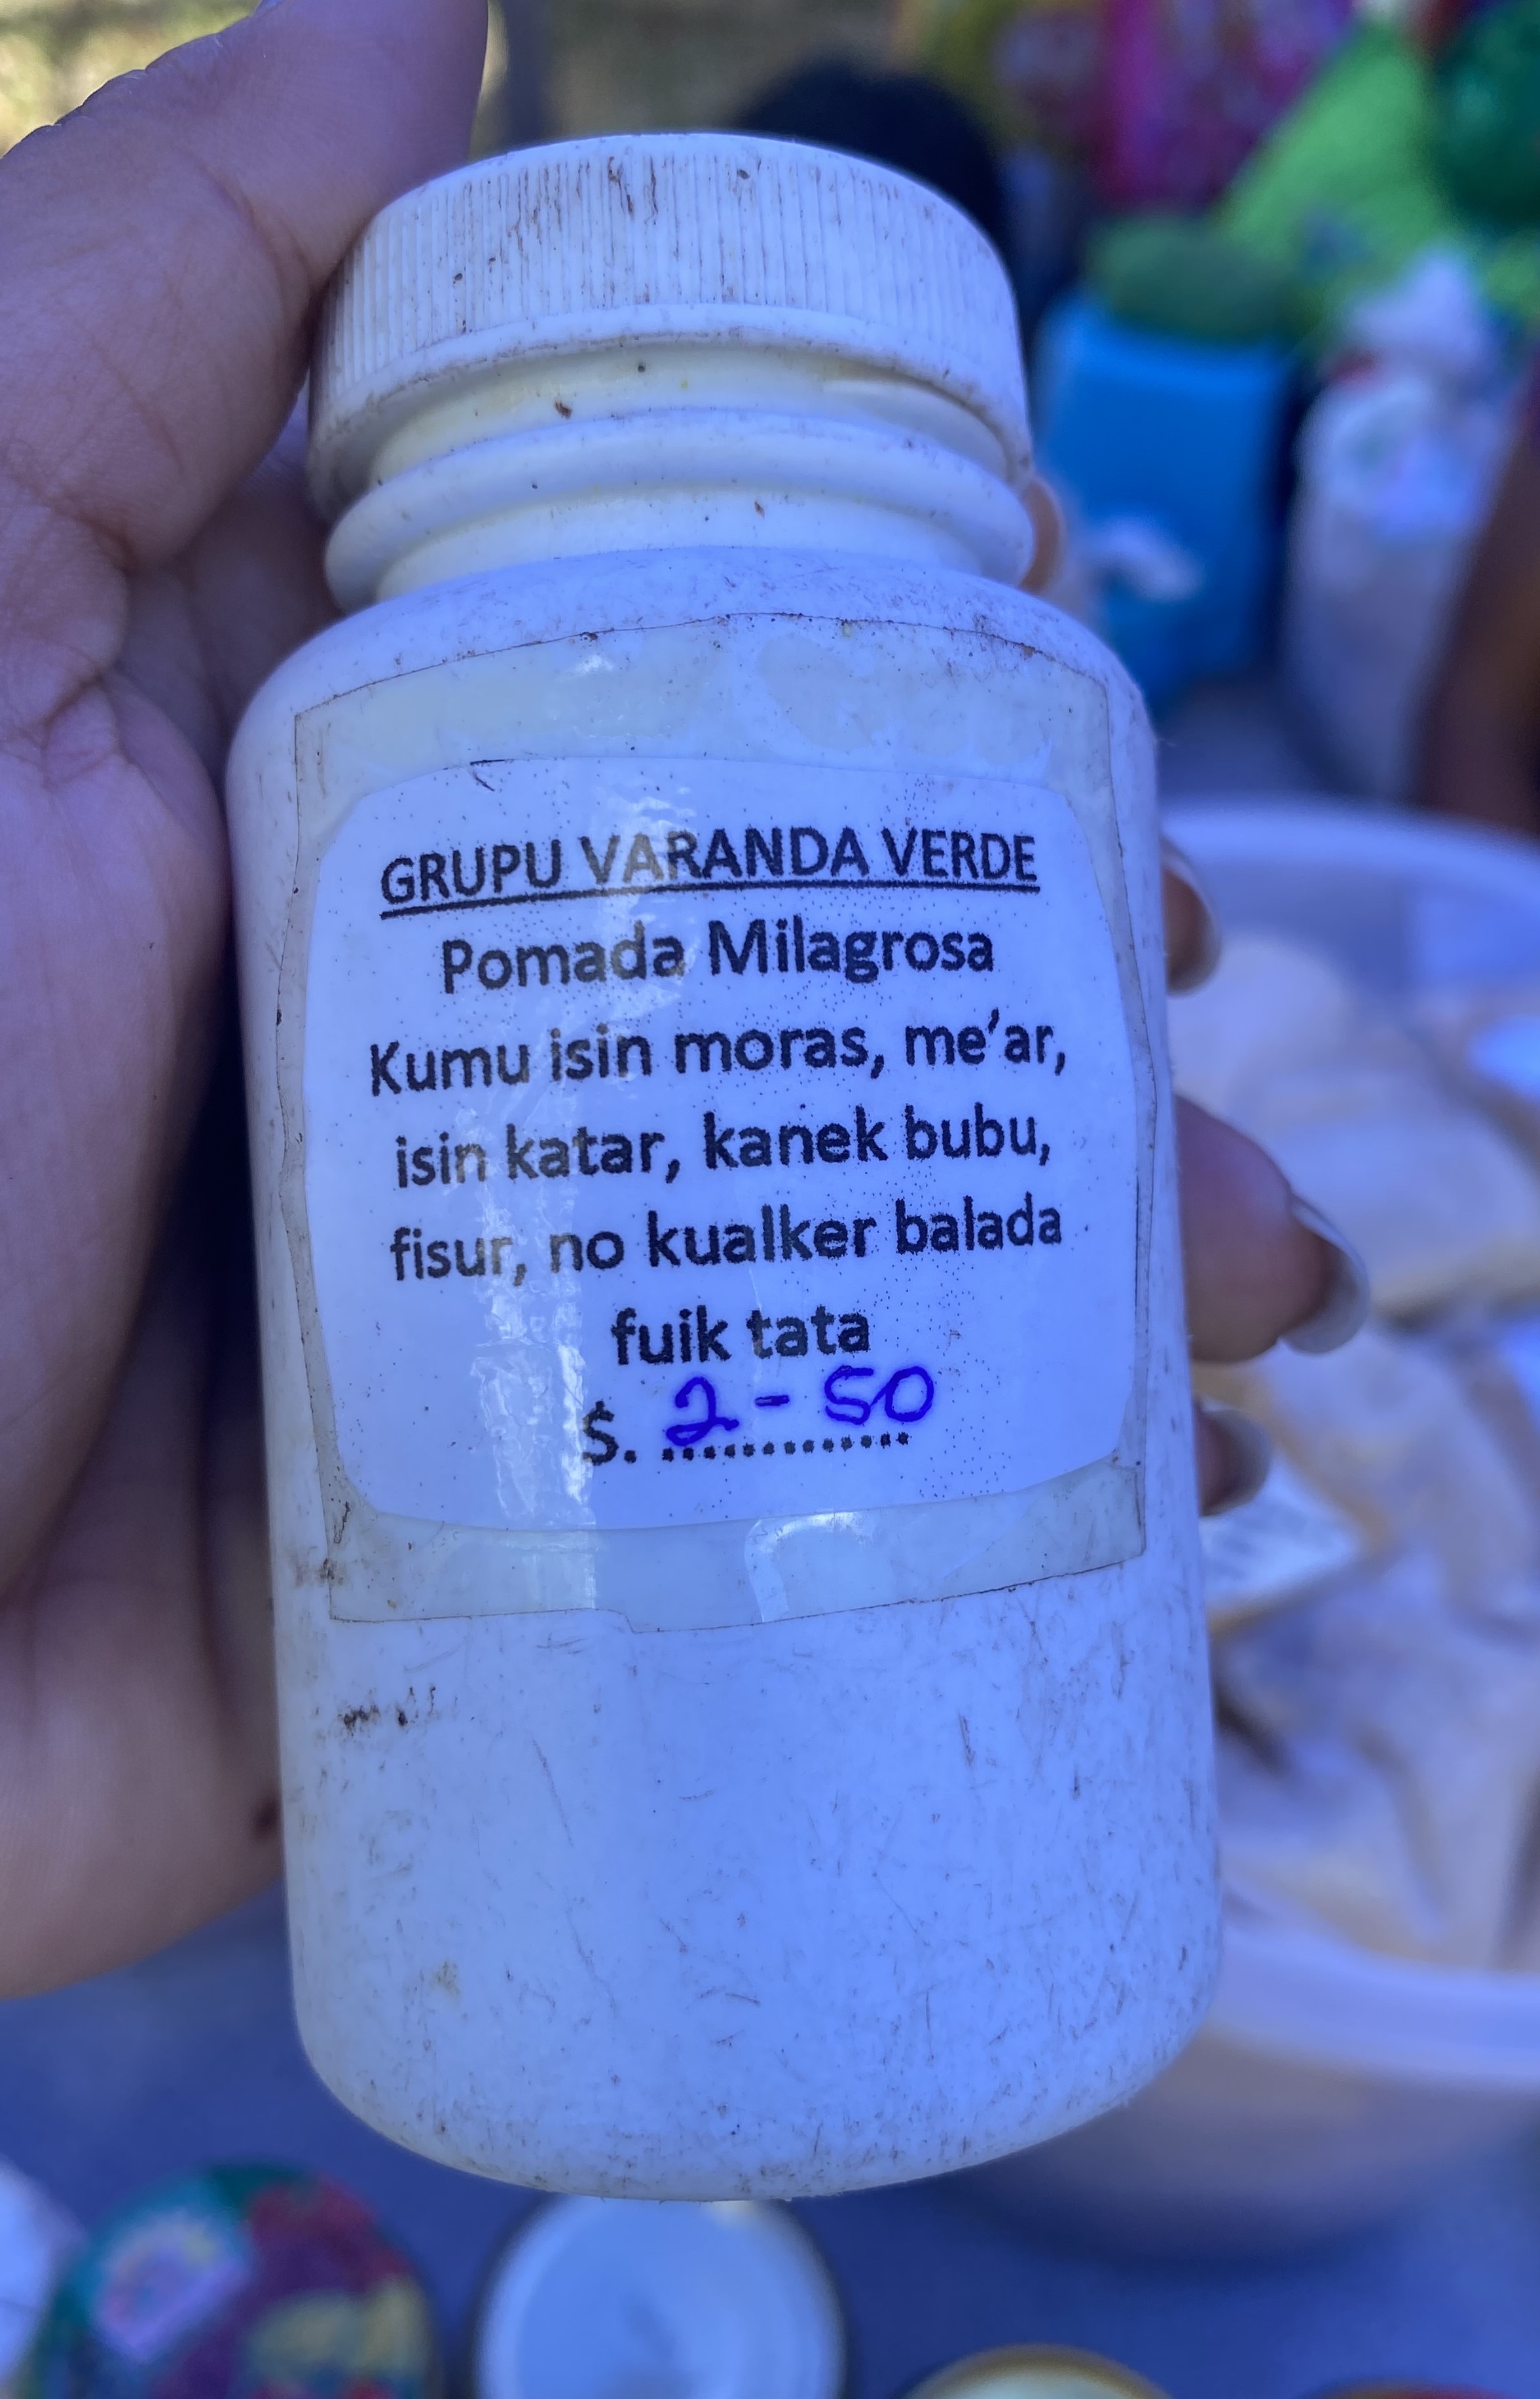 GRUPU VARANDA VERDE
Pomada Milagrosa
Kumu isin moras, me'ar,
isin katar, kanek bubu,
fisur, no kualker balada
fuik tata
$. 2-50